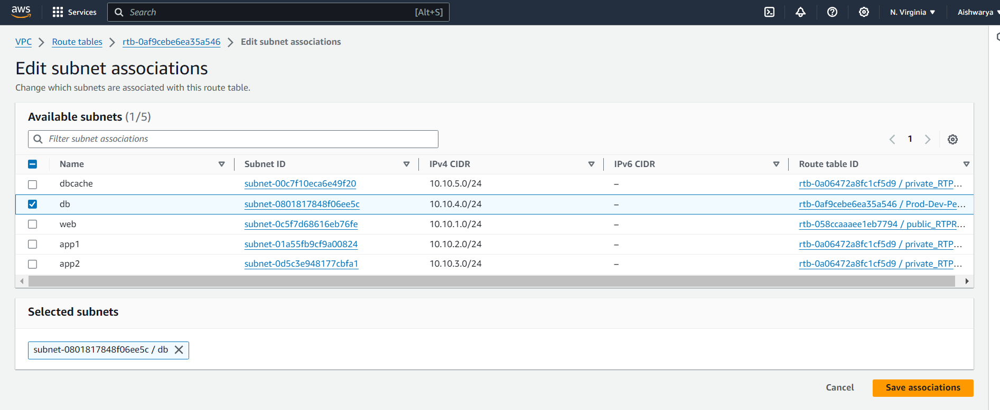 aws Services Search [Alt+S] N. Virginia Aishwarya
VPC Route tables rtb-0af9cebe6ea35a546 Edit subnet associations
Edit subnet associations
Change which subnets are associated with this route table.
Available subnets (1/5)
Filter subnet associations 1
Name Subnet ID IPv4 CIDR IPv6 CIDR Route table ID
dbcache subnet-00c7f10eca6e49f20 10.10.5.0/24 – rtb-0a06472a8fc1cf5d9 / private_RTP...
db subnet-0801817848f06ee5c 10.10.4.0/24 – rtb-0af9cebe6ea35a546 / Prod-Dev-Pe...
web subnet-0c5f7d68616eb76fe 10.10.1.0/24 – rtb-058ccaaaee1eb7794 / public_RTPR...
app1 subnet-01a55fb9cf9a00824 10.10.2.0/24 – rtb-0a06472a8fc1cf5d9 / private_RTP...
app2 subnet-0d5c3e948177cbfa1 10.10.3.0/24 – rtb-0a06472a8fc1cf5d9 / private_RTP...
Selected subnets
subnet-0801817848f06ee5c / db
Cancel Save associations